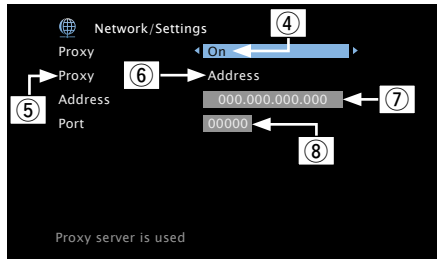 Network/Settings
④
Proxy On
⑤ Proxy ⑥ Address
Address 000.000.000.000 ⑦
Port 00000
⑧
Proxy server is used